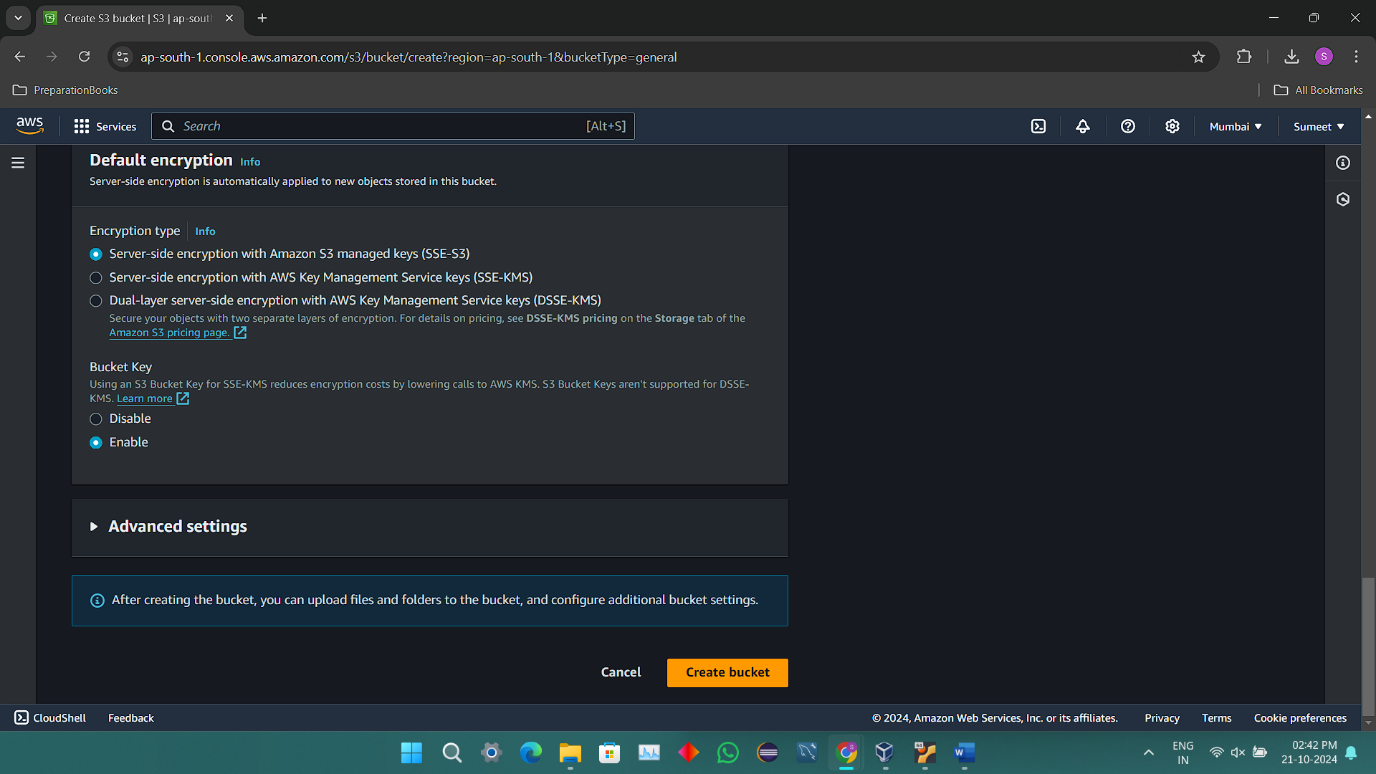 Create S3 bucket | S3 | ap-sout
ap-south-1.console.aws.amazon.com/s3/bucket/create?region=ap-south-1&bucketType=general
S
PreparationBooks
All Bookmarks
aws
Services
Search
[Alt+S]
Mumbai
Sumeet
Default encryption Info
Server-side encryption is automatically applied to new objects stored in this bucket.
Encryption type Info
Server-side encryption with Amazon S3 managed keys (SSE-S3)
Server-side encryption with AWS Key Management Service keys (SSE-KMS)
Dual-layer server-side encryption with AWS Key Management Service keys (DSSE-KMS)
Secure your objects with two separate layers of encryption. For details on pricing, see DSSE-KMS pricing on the Storage tab of the
Amazon S3 pricing page.
Bucket Key
Using an S3 Bucket Key for SSE-KMS reduces encryption costs by lowering calls to AWS KMS. S3 Bucket Keys aren't supported for DSSE-
KMS. Learn more
Disable
Enable
Advanced settings
After creating the bucket, you can upload files and folders to the bucket, and configure additional bucket settings.
Cancel
Create bucket
CloudShell
Feedback
© 2024, Amazon Web Services, Inc. or its affiliates.
Privacy
Terms
Cookie preferences
ENG
IN
02:42 PM
21-10-2024